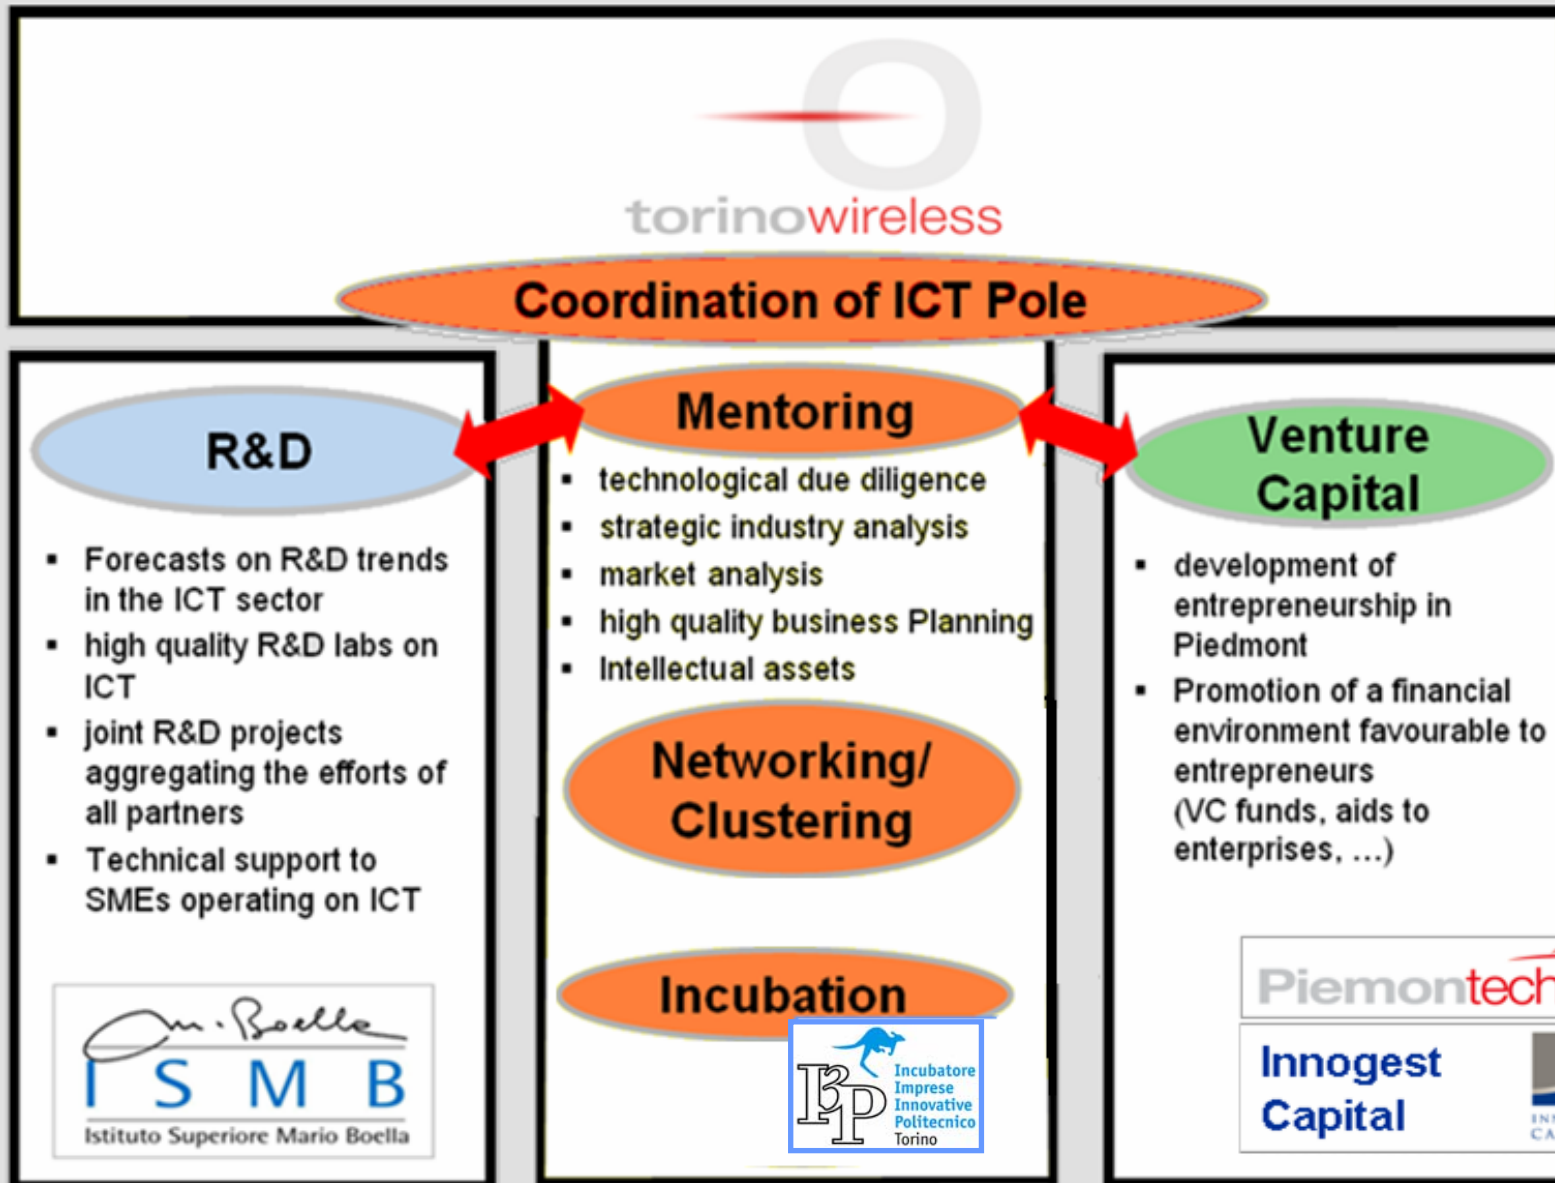 torinowireless
Coordination of ICT Pole
R&D
▪ Forecasts on R&D trends
in the ICT sector
▪ high quality R&D labs on
ICT
▪ joint R&D projects
aggregating the efforts of
all partners
▪ Technical support to
SMEs operating on ICT
m. Boella
I S M B
Istituto Superiore Mario Boella
Mentoring
▪ technological due diligence
▪ strategic industry analysis
▪ market analysis
▪ high quality business Planning
▪ Intellectual assets
Networking/
Clustering
Incubation
I3P
Incubatore
Imprese
Innovative
Politecnico
Torino
Venture
Capital
▪ development of
entrepreneurship in
Piedmont
▪ Promotion of a financial
environment favourable to
entrepreneurs
(VC funds, aids to
enterprises, ...)
Piemontech
Innogest
Capital